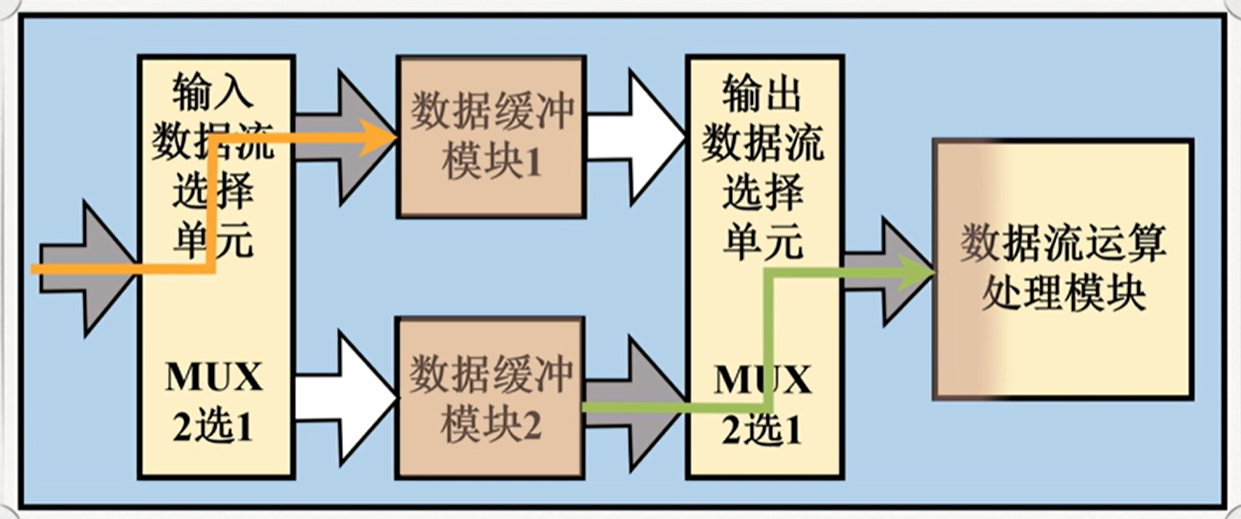 输入
数据流
选择
单元
MUX
2选1
数据缓冲
模块1
数据缓冲
模块2
输出
数据流
选择
单元
MUX
2选1
数据流运算
处理模块